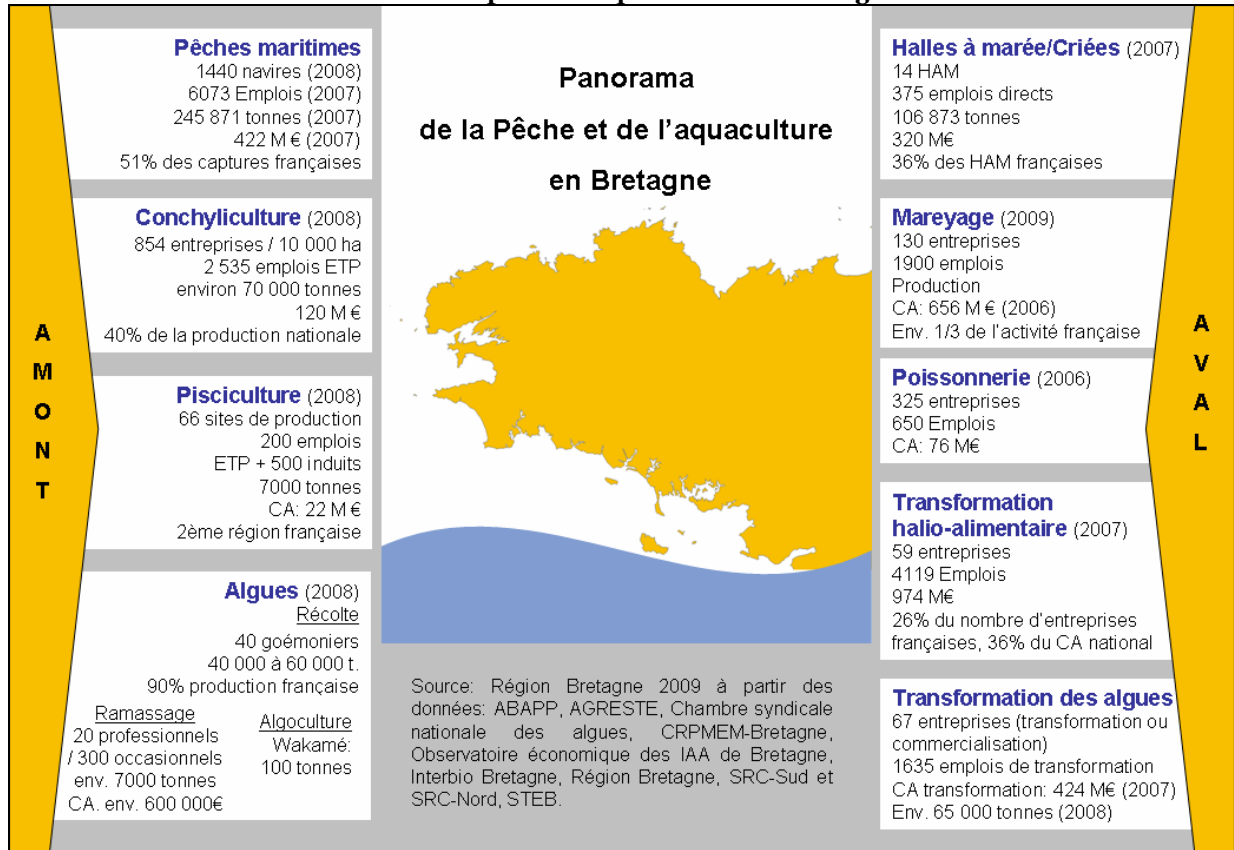 Panorama
de la Pêche et de l'aquaculture
en Bretagne
A
M
O
N
T
Pêches maritimes
1440 navires (2008)
6073 Emplois (2007)
245 871 tonnes (2007)
422 M € (2007)
51% des captures françaises
Conchyliculture (2008)
854 entreprises / 10 000 ha
2 535 emplois ETP
environ 70 000 tonnes
120 M €
40% de la production nationale
Pisciculture (2008)
66 sites de production
200 emplois
ETP + 500 induits
7000 tonnes
CA: 22 M €
2ème région française
Algues (2008)
Récolte
40 goémoniers
40 000 à 60 000 t.
90% production française
Ramassage
20 professionnels
/ 300 occasionnels
env. 7000 tonnes
CA. env. 600 000€
Algoculture
Wakamé:
100 tonnes
Source: Région Bretagne 2009 à partir des
données: ABAPP, AGRESTE, Chambre syndicale
nationale des algues, CRPMEM-Bretagne,
Observatoire économique des IAA de Bretagne,
Interbio Bretagne, Région Bretagne, SRC-Sud et
SRC-Nord, STEB.
Halles à marée/Criées (2007)
14 HAM
375 emplois directs
106 873 tonnes
320 M€
36% des HAM françaises
Mareyage (2009)
130 entreprises
1900 emplois
Production
CA: 656 M € (2006)
Env. 1/3 de l'activité française
Poissonnerie (2006)
325 entreprises
650 Emplois
CA: 76 M€
Transformation
halio-alimentaire (2007)
59 entreprises
4119 Emplois
974 M€
26% du nombre d'entreprises
françaises, 36% du CA national
Transformation des algues
67 entreprises (transformation ou
commercialisation)
1635 emplois de transformation
CA transformation: 424 M€ (2007)
Env. 65 000 tonnes (2008)
A
V
A
L